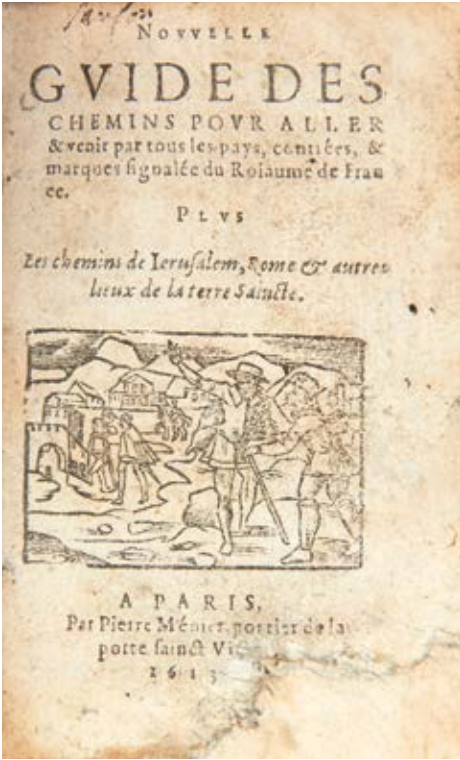 NOVVELLE
GVIDE DES
CHEMINS POVR ALLER
& venir par tous les pays, contrées, &
marques signalée du Roiaume de Fran
ce.
PLVS
Les chemins de Ierusalem, Rome & autres
lieux de la terre Saincte.
A PARIS,
Par Pierre Ménier, portier de la
porte sainct Vi
1613